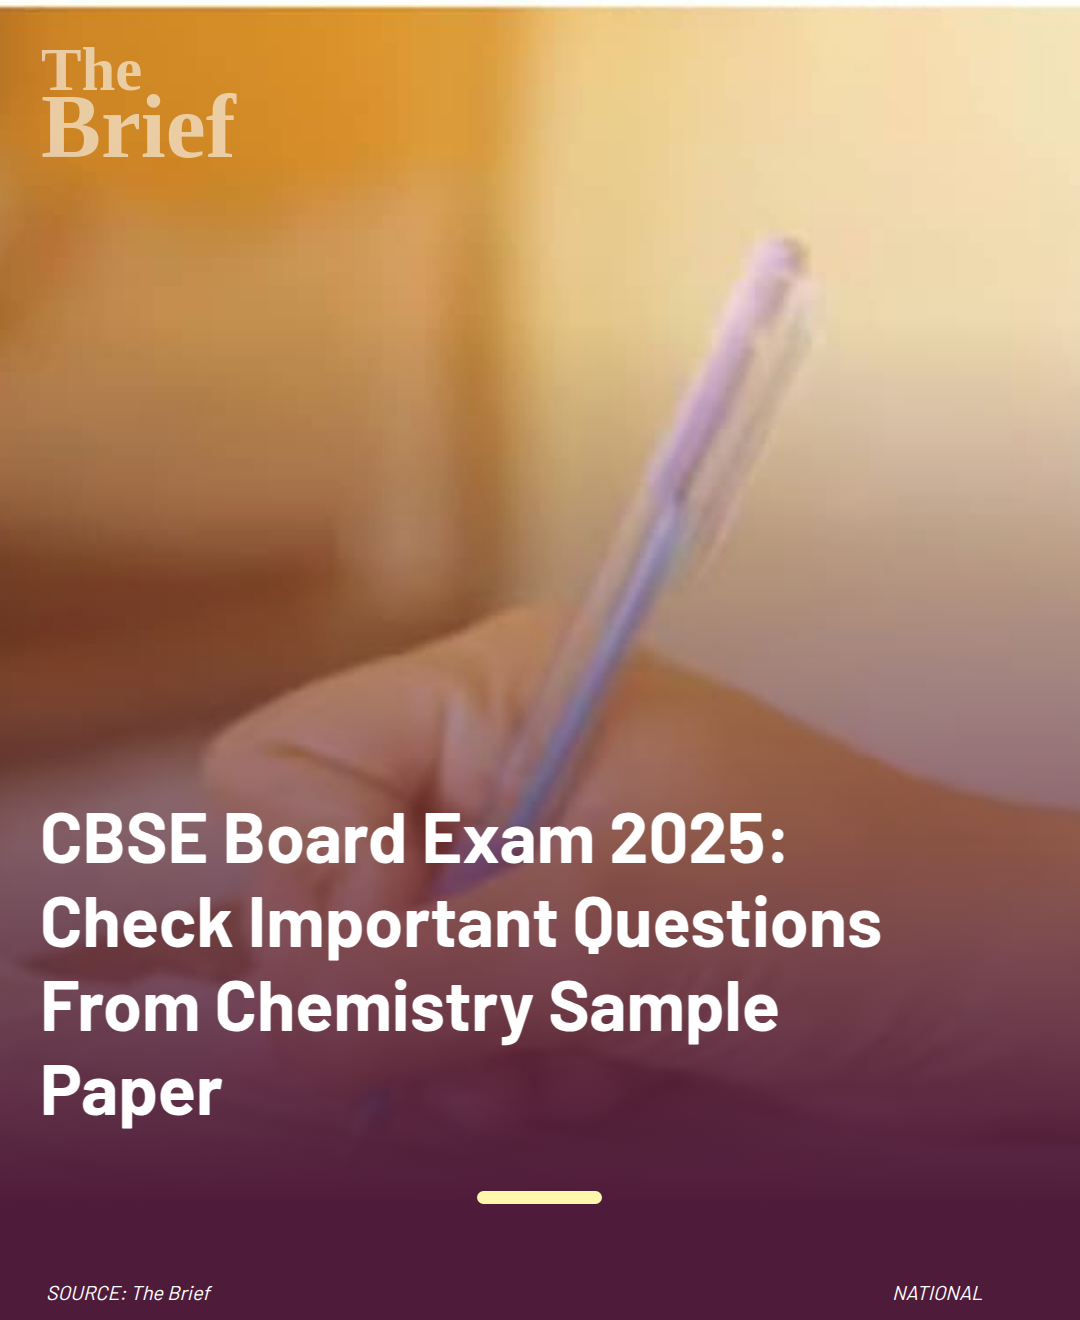 The
Brief
CBSE Board Exam 2025:
Check Important Questions
From Chemistry Sample
Paper
SOURCE: The Brief
NATIONAL